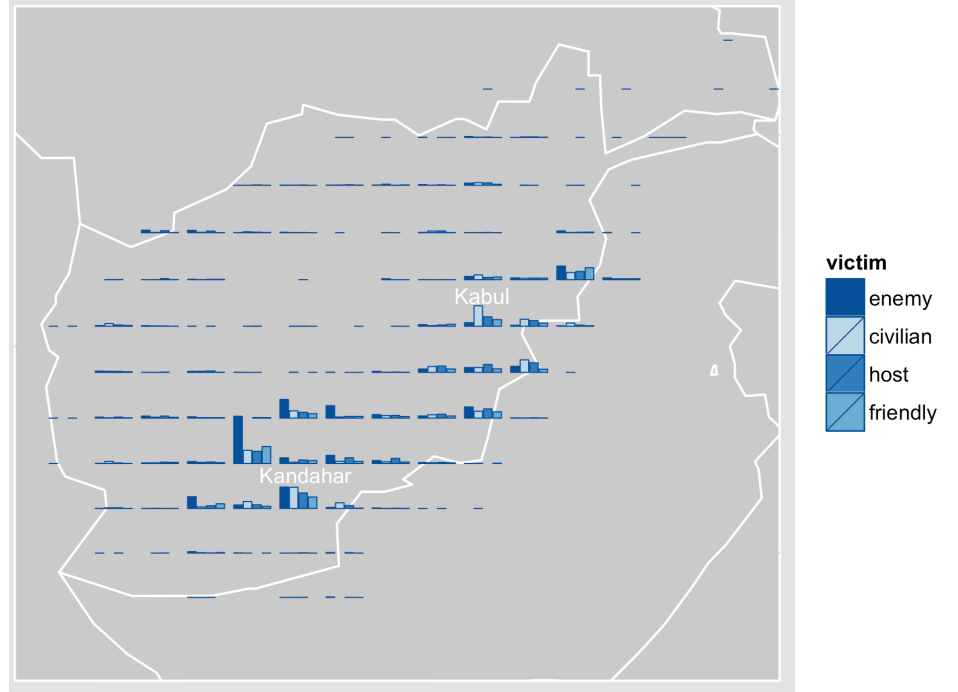 Kabul
Kandahar
victim
enemy
civilian
host
friendly